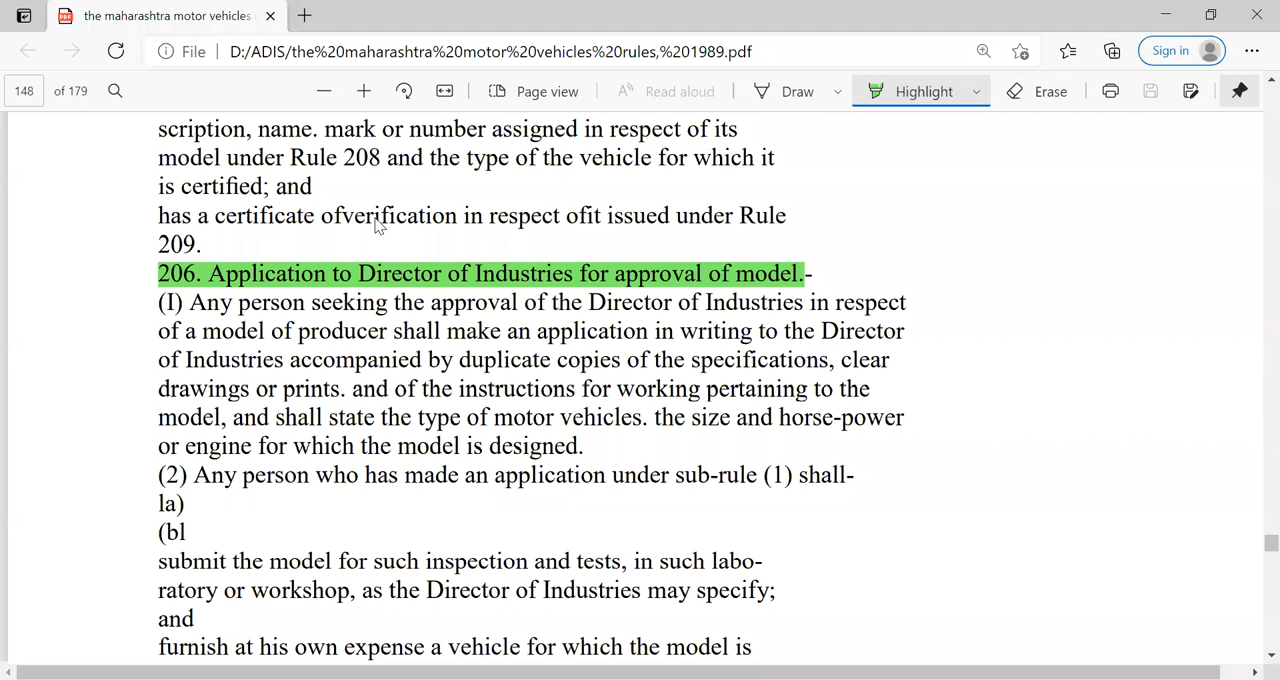 the maharashtra motor vehicles
File D:/ADIS/the%20maharashtra%20motor%20vehicles%20rules,%201989.pdf
Sign in
148 of 179
Page view
Read aloud
Draw
Highlight
Erase
scription, name. mark or number assigned in respect of its
model under Rule 208 and the type of the vehicle for which it
is certified; and
has a certificate ofverification in respect ofit issued under Rule
209.
206. Application to Director of Industries for approval of model.-
(I) Any person seeking the approval of the Director of Industries in respect
of a model of producer shall make an application in writing to the Director
of Industries accompanied by duplicate copies of the specifications, clear
drawings or prints. and of the instructions for working pertaining to the
model, and shall state the type of motor vehicles. the size and horse-power
or engine for which the model is designed.
(2) Any person who has made an application under sub-rule (1) shall-
la)
(bl
submit the model for such inspection and tests, in such labo-
ratory or workshop, as the Director of Industries may specify;
and
furnish at his own expense a vehicle for which the model is